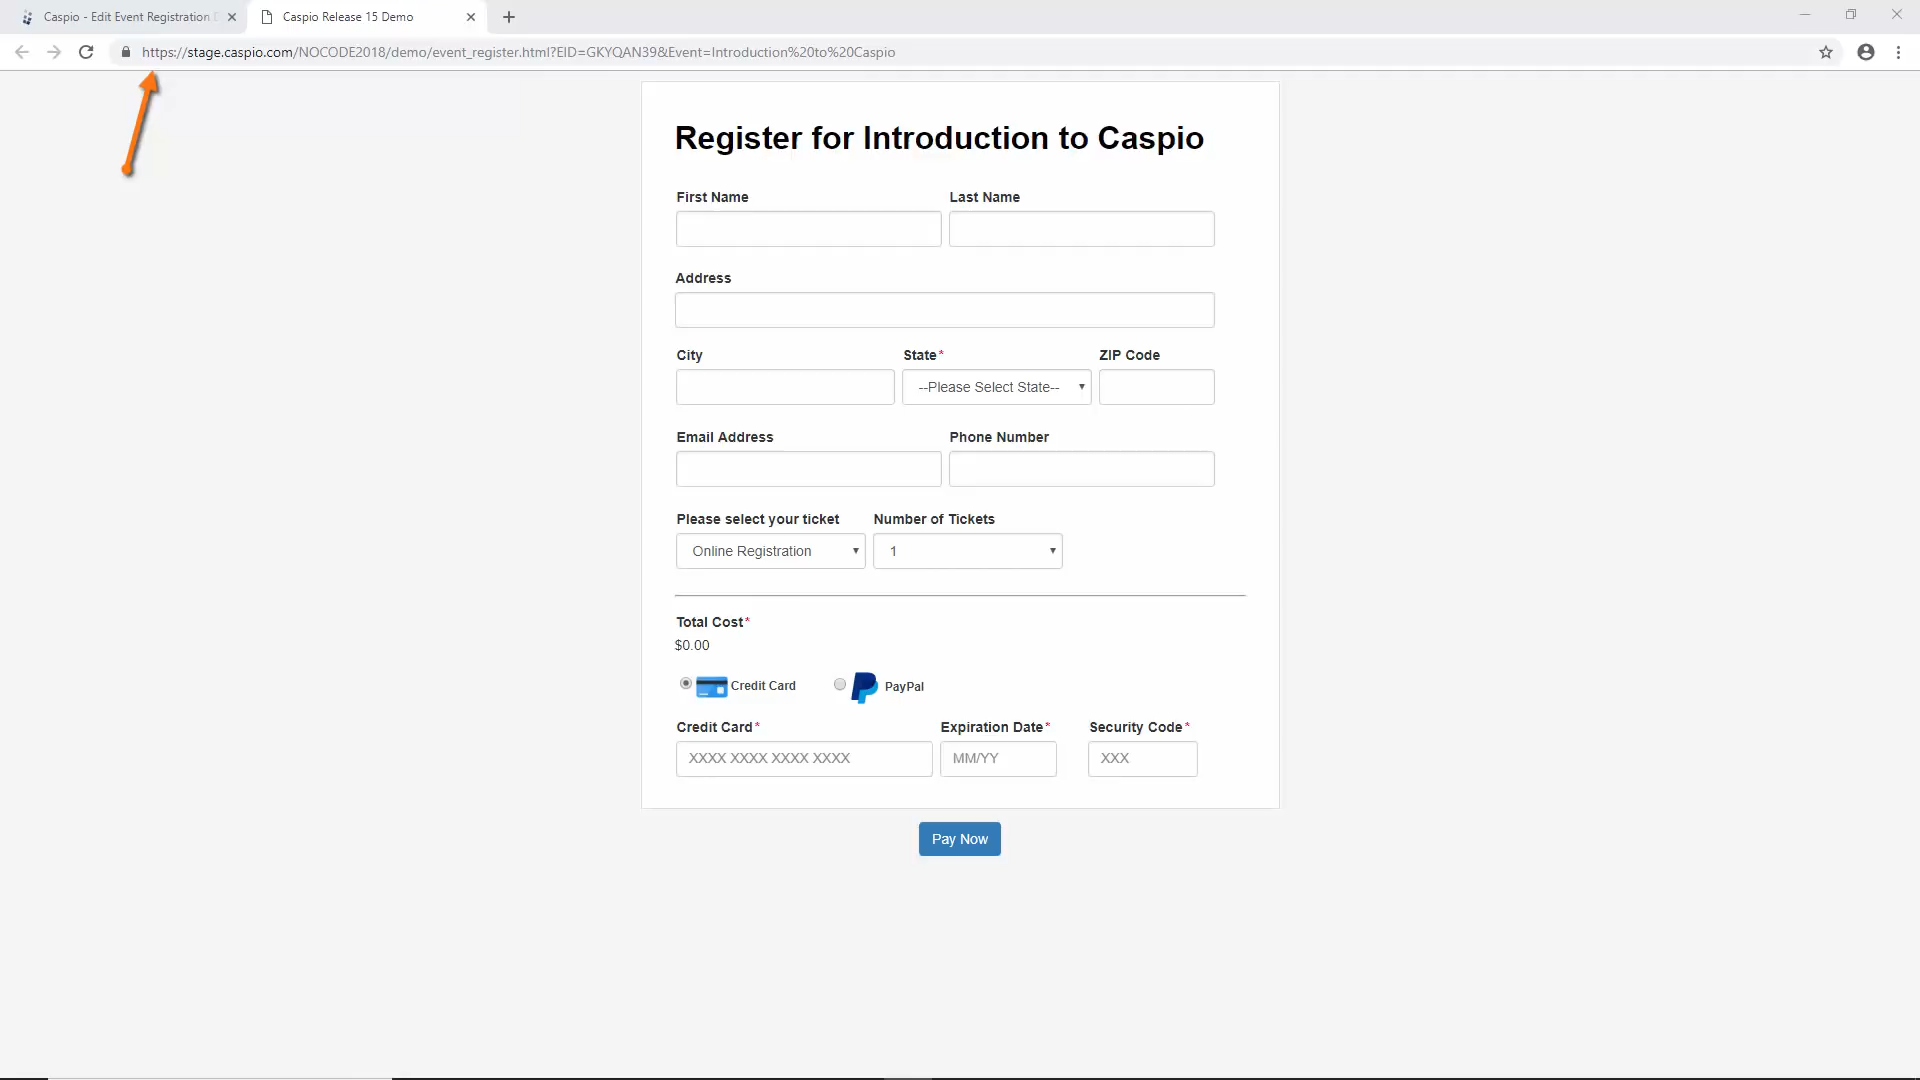 Caspio - Edit Event Registration
Caspio Release 15 Demo
https://stage.caspio.com/NOCODE2018/demo/event_register.html?EID=GKYQAN39&Event=Introduction%20to%20Caspio
Register for Introduction to Caspio
First Name Last Name
Address
City State* ZIP Code
--Please Select State--
Email Address Phone Number
Please select your ticket Number of Tickets
Online Registration 1
Total Cost*
$0.00
Credit Card PayPal
Credit Card* Expiration Date* Security Code*
XXXX XXXX XXXX XXXX MM/YY XXX
Pay Now